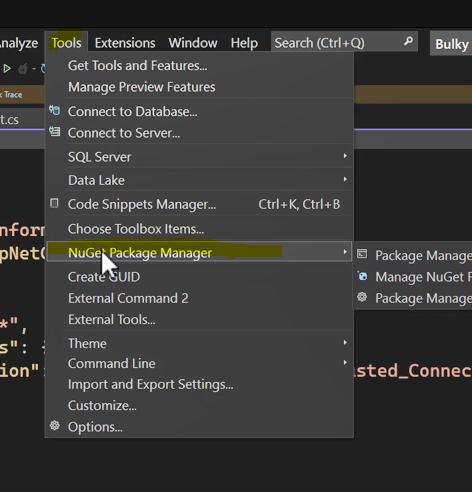 Analyze Tools Extensions Window Help Search (Ctrl+Q) Bulky
Get Tools and Features...
Manage Preview Features
Trace
Connect to Database...
t.cs
Connect to Server...
SQL Server
Data Lake
Code Snippets Manager... Ctrl+K, Ctrl+B
Choose Toolbox Items...
nform
NuGet Package Manager Package Manage
pNetC
Create GUID Manage NuGet P
External Command 2 Package Manage
External Tools...
*",
Theme
s":
Command Line
ion": isted_Connec
Import and Export Settings...
Customize...
Options...